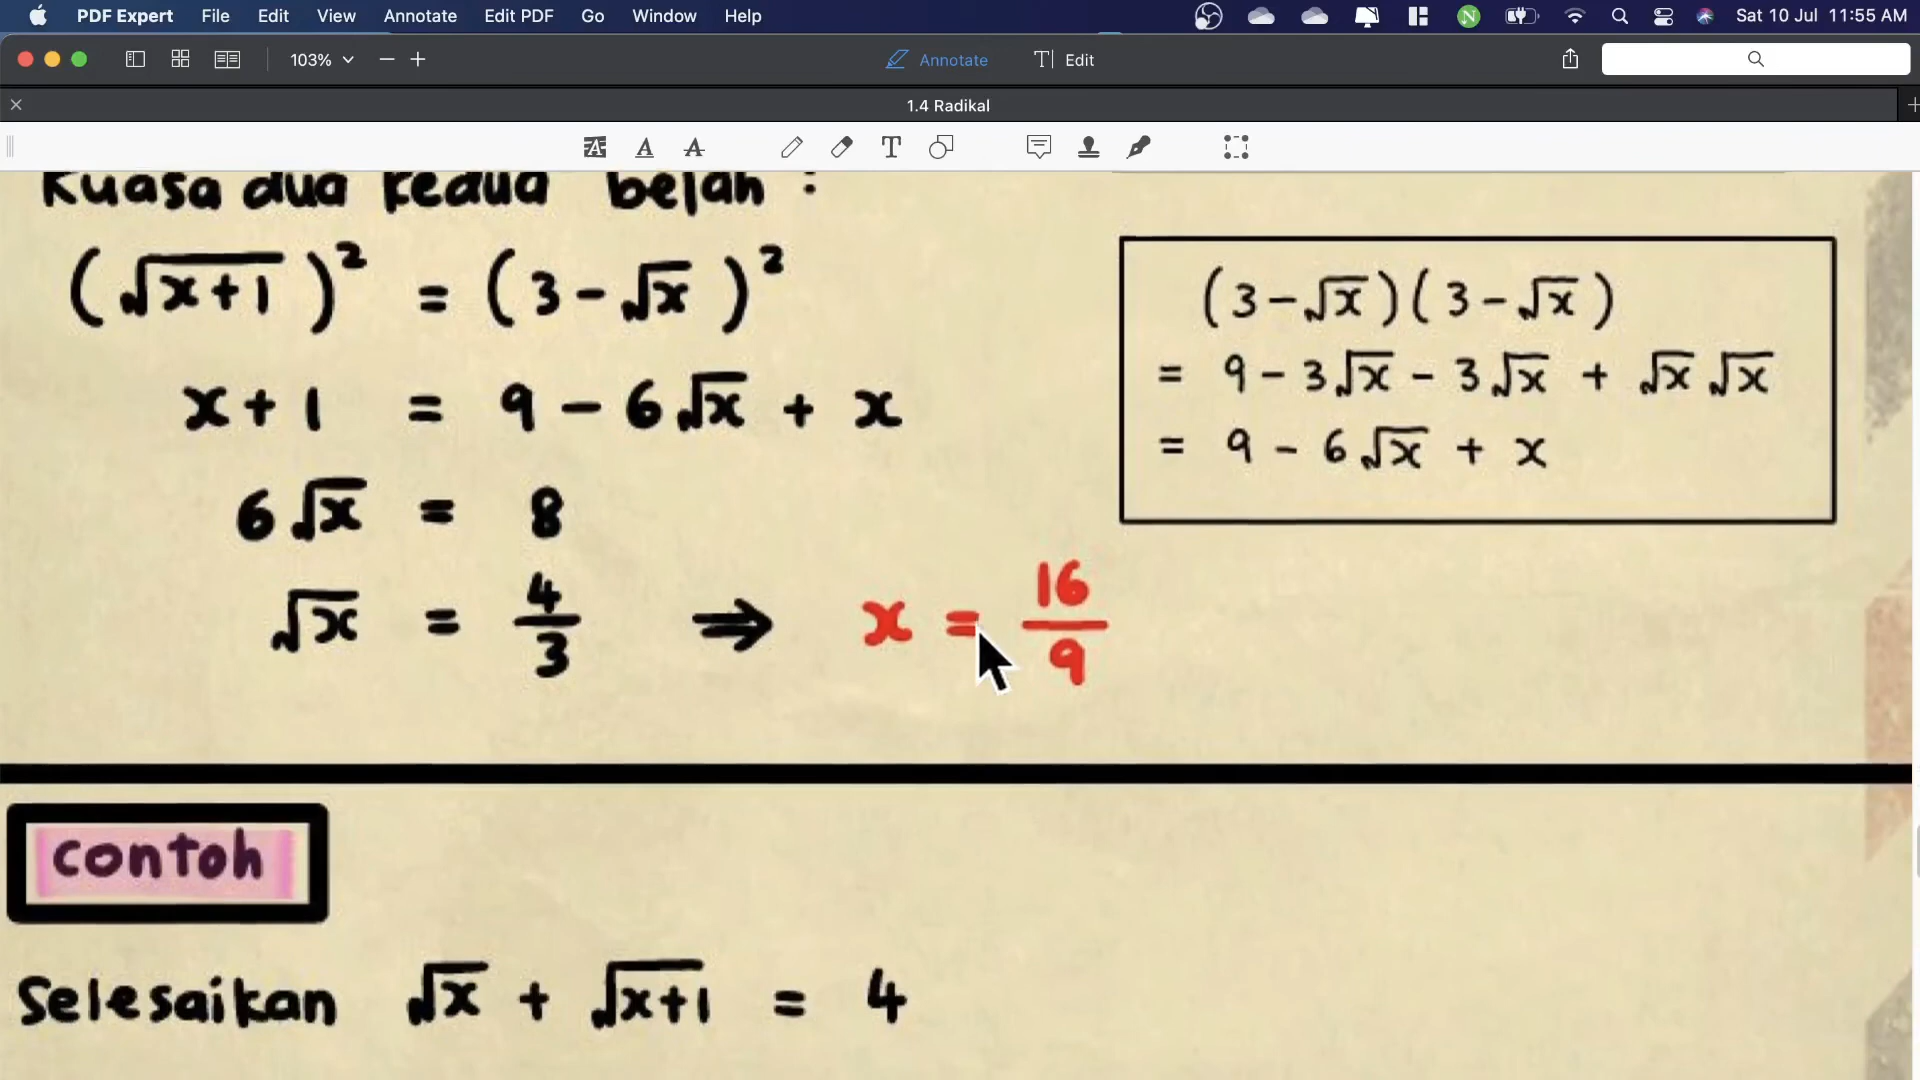 PDF Expert File Edit View Annotate Edit PDF Go Window Help Sat 10 Jul 11:55 AM
103% Annotate Edit
1.4 Radikal
Kuasa dua kedua belah :
(√(x+1))² = (3 - √x)²
x + 1 = 9 - 6√x + x
6√x = 8
√x = 4/3 ⇒ x = 16/9
(3 - √x)(3 - √x)
= 9 - 3√x - 3√x + √x √x
= 9 - 6√x + x
contoh
Selesaikan √x + √(x+1) = 4